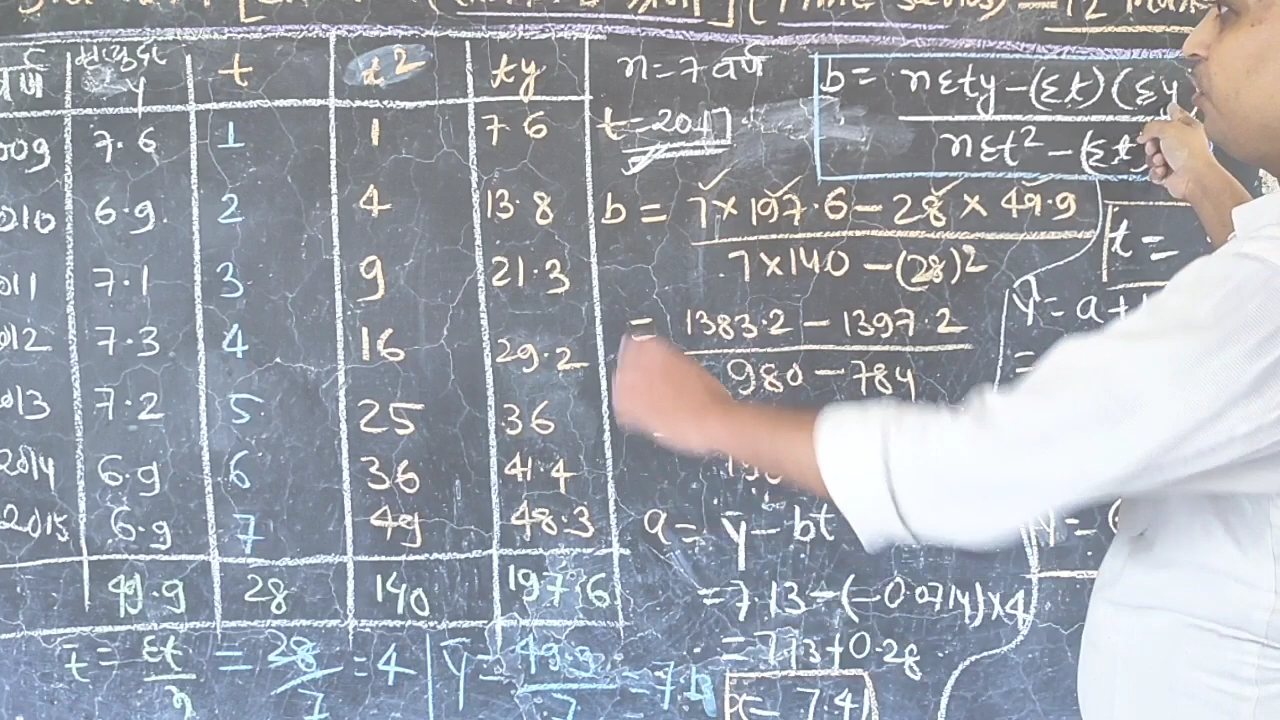 વર્ષ y t t² ty
009 7.6 1 1 7.6
2010 6.9 2 4 13.8
2011 7.1 3 9 21.3
2012 7.3 4 16 29.2
2013 7.2 5 25 36
2014 6.9 6 36 41.4
2015 6.9 7 49 48.3
49.9 28 140 197.6
t̄ = Σt/n = 28/7 = 4
ȳ = 49.9/7 = 7.1
n = 7 વર્ષ
t = 2017
b = nΣty - (Σt)(Σy
nΣt² - (Σt)
b = 7 × 197.6 - 28 × 49.9
7 × 140 - (28)²
= 1383.2 - 1397.2
980 - 784
a = ȳ - bt
= 7.13 - (-0.0714) × 4
= 7.13 + 0.28
= 7.41
t =
ŷ = a +
=
ŷ =